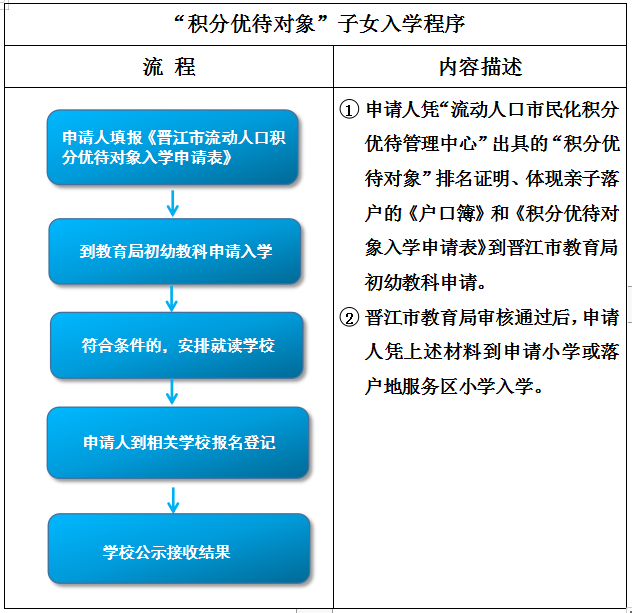 “积分优待对象”子女入学程序
流 程
内容描述
申请人填报《晋江市流动人口积
分优待对象入学申请表》
到教育局初幼教科申请入学
符合条件的，安排就读学校
申请人到相关学校报名登记
学校公示接收结果
① 申请人凭“流动人口市民化积分
优待管理中心”出具的“积分优
待对象”排名证明、体现亲子落
户的《户口簿》和《积分优待对
象入学申请表》到晋江市教育局
初幼教科申请。
② 晋江市教育局审核通过后，申请
人凭上述材料到申请小学或落
户地服务区小学入学。